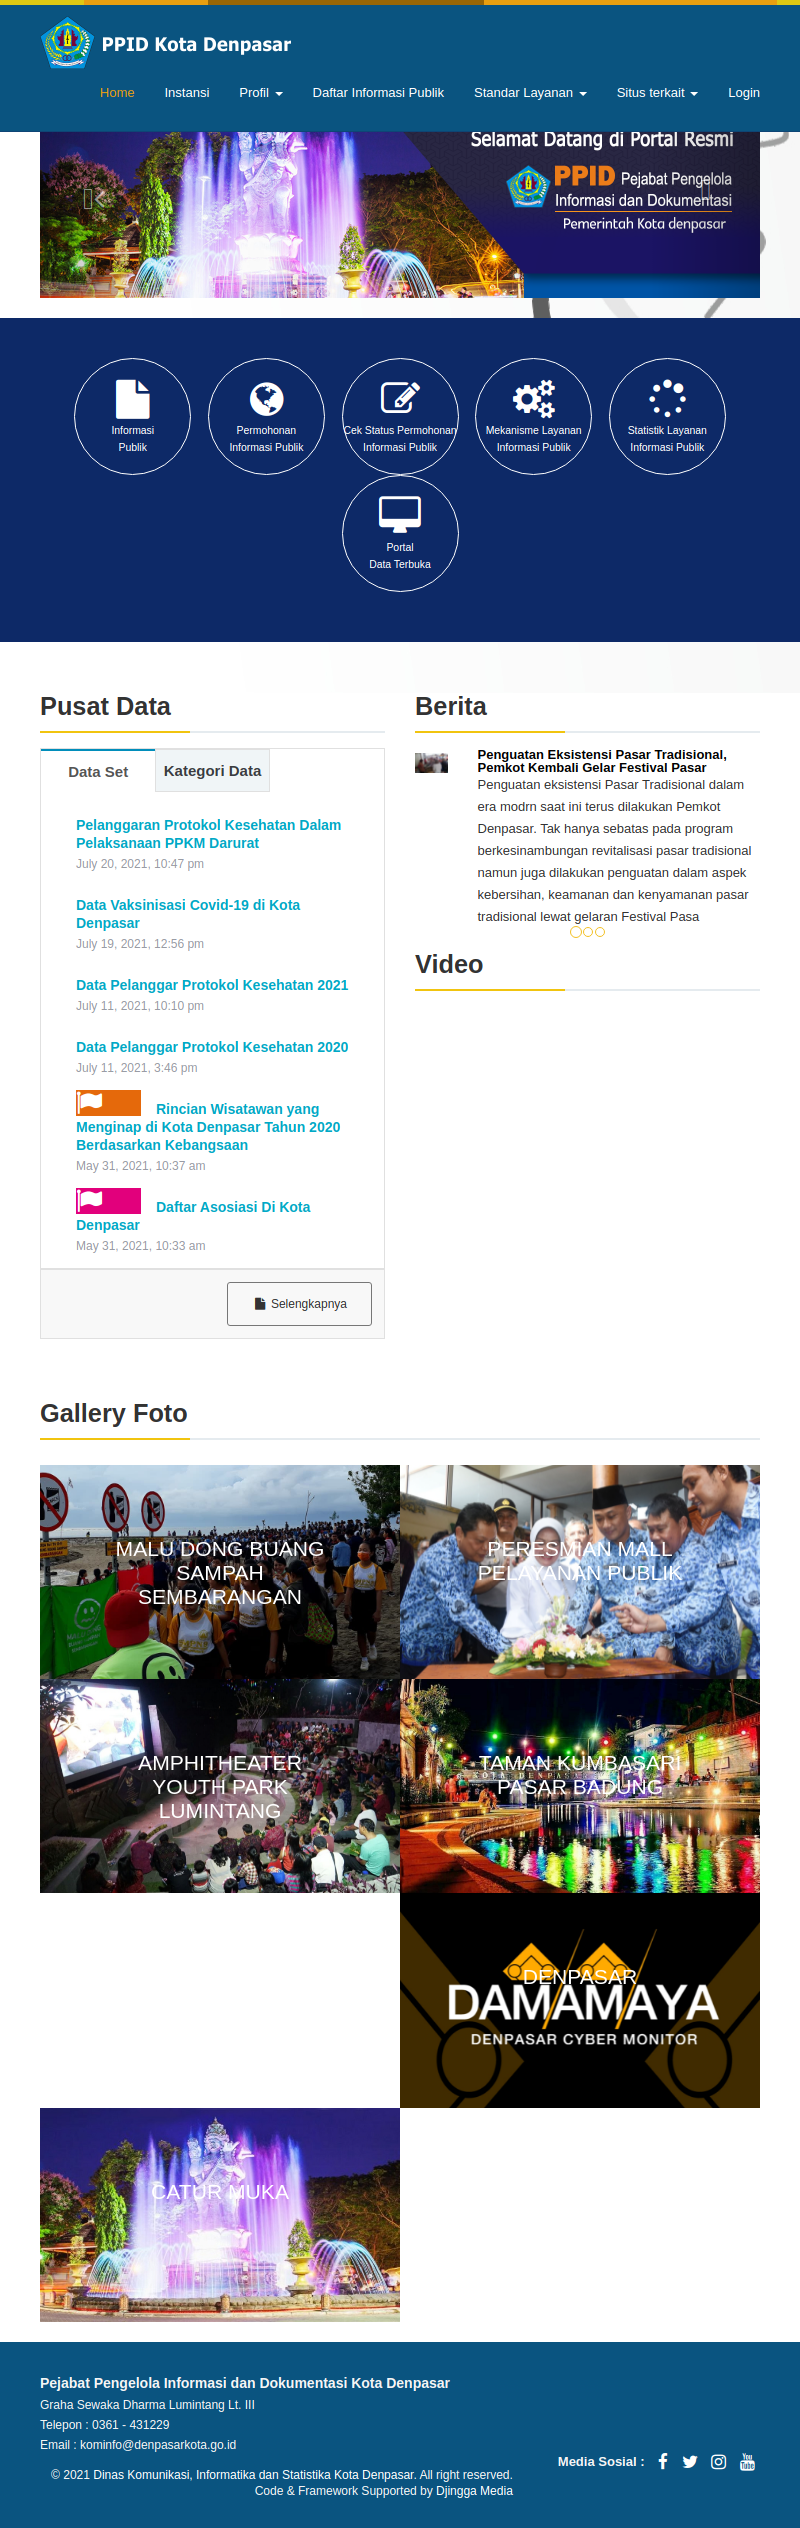 PPID Kota Denpasar
Home Instansi Profil Daftar Informasi Publik Standar Layanan Situs terkait Login
Selamat Datang di Portal Resmi
PPID Pejabat Pengelola
Informasi dan Dokumentasi
Pemerintah Kota denpasar
Informasi
Publik
Permohonan
Informasi Publik
Cek Status Permohonan
Informasi Publik
Mekanisme Layanan
Informasi Publik
Statistik Layanan
Informasi Publik
Portal
Data Terbuka
Pusat Data
Data Set Kategori Data
Pelanggaran Protokol Kesehatan Dalam
Pelaksanaan PPKM Darurat
July 20, 2021, 10:47 pm
Data Vaksinisasi Covid-19 di Kota
Denpasar
July 19, 2021, 12:56 pm
Data Pelanggar Protokol Kesehatan 2021
July 11, 2021, 10:10 pm
Data Pelanggar Protokol Kesehatan 2020
July 11, 2021, 3:46 pm
Rincian Wisatawan yang
Menginap di Kota Denpasar Tahun 2020
Berdasarkan Kebangsaan
May 31, 2021, 10:37 am
Daftar Asosiasi Di Kota
Denpasar
May 31, 2021, 10:33 am
Selengkapnya
Berita
Penguatan Eksistensi Pasar Tradisional,
Pemkot Kembali Gelar Festival Pasar
Penguatan eksistensi Pasar Tradisional dalam
era modrn saat ini terus dilakukan Pemkot
Denpasar. Tak hanya sebatas pada program
berkesinambungan revitalisasi pasar tradisional
namun juga dilakukan penguatan dalam aspek
kebersihan, keamanan dan kenyamanan pasar
tradisional lewat gelaran Festival Pasa
Video
Gallery Foto
MALU DONG BUANG
SAMPAH
SEMBARANGAN
PERESMIAN MALL
PELAYANAN PUBLIK
AMPHITHEATER
YOUTH PARK
LUMINTANG
TAMAN KUMBASARI
PASAR BADUNG
KOTA DENPASAR
DENPASAR
DAMAMAYA
DENPASAR CYBER MONITOR
CATUR MUKA
Pejabat Pengelola Informasi dan Dokumentasi Kota Denpasar
Graha Sewaka Dharma Lumintang Lt. III
Telepon : 0361 - 431229
Email : kominfo@denpasarkota.go.id
Media Sosial :
© 2021 Dinas Komunikasi, Informatika dan Statistika Kota Denpasar. All right reserved.
Code & Framework Supported by Djingga Media